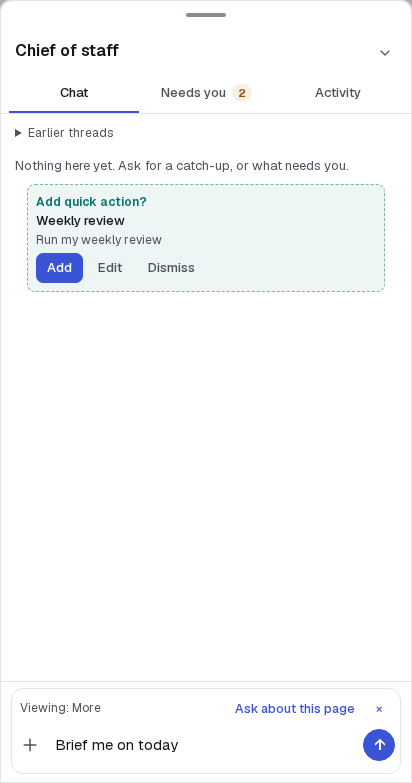 Chief of staff
Chat
Needs you 2
Activity
Earlier threads
Nothing here yet. Ask for a catch-up, or what needs you.
Add quick action?
Weekly review
Run my weekly review
Add Edit Dismiss
Viewing: More
Ask about this page ×
Brief me on today